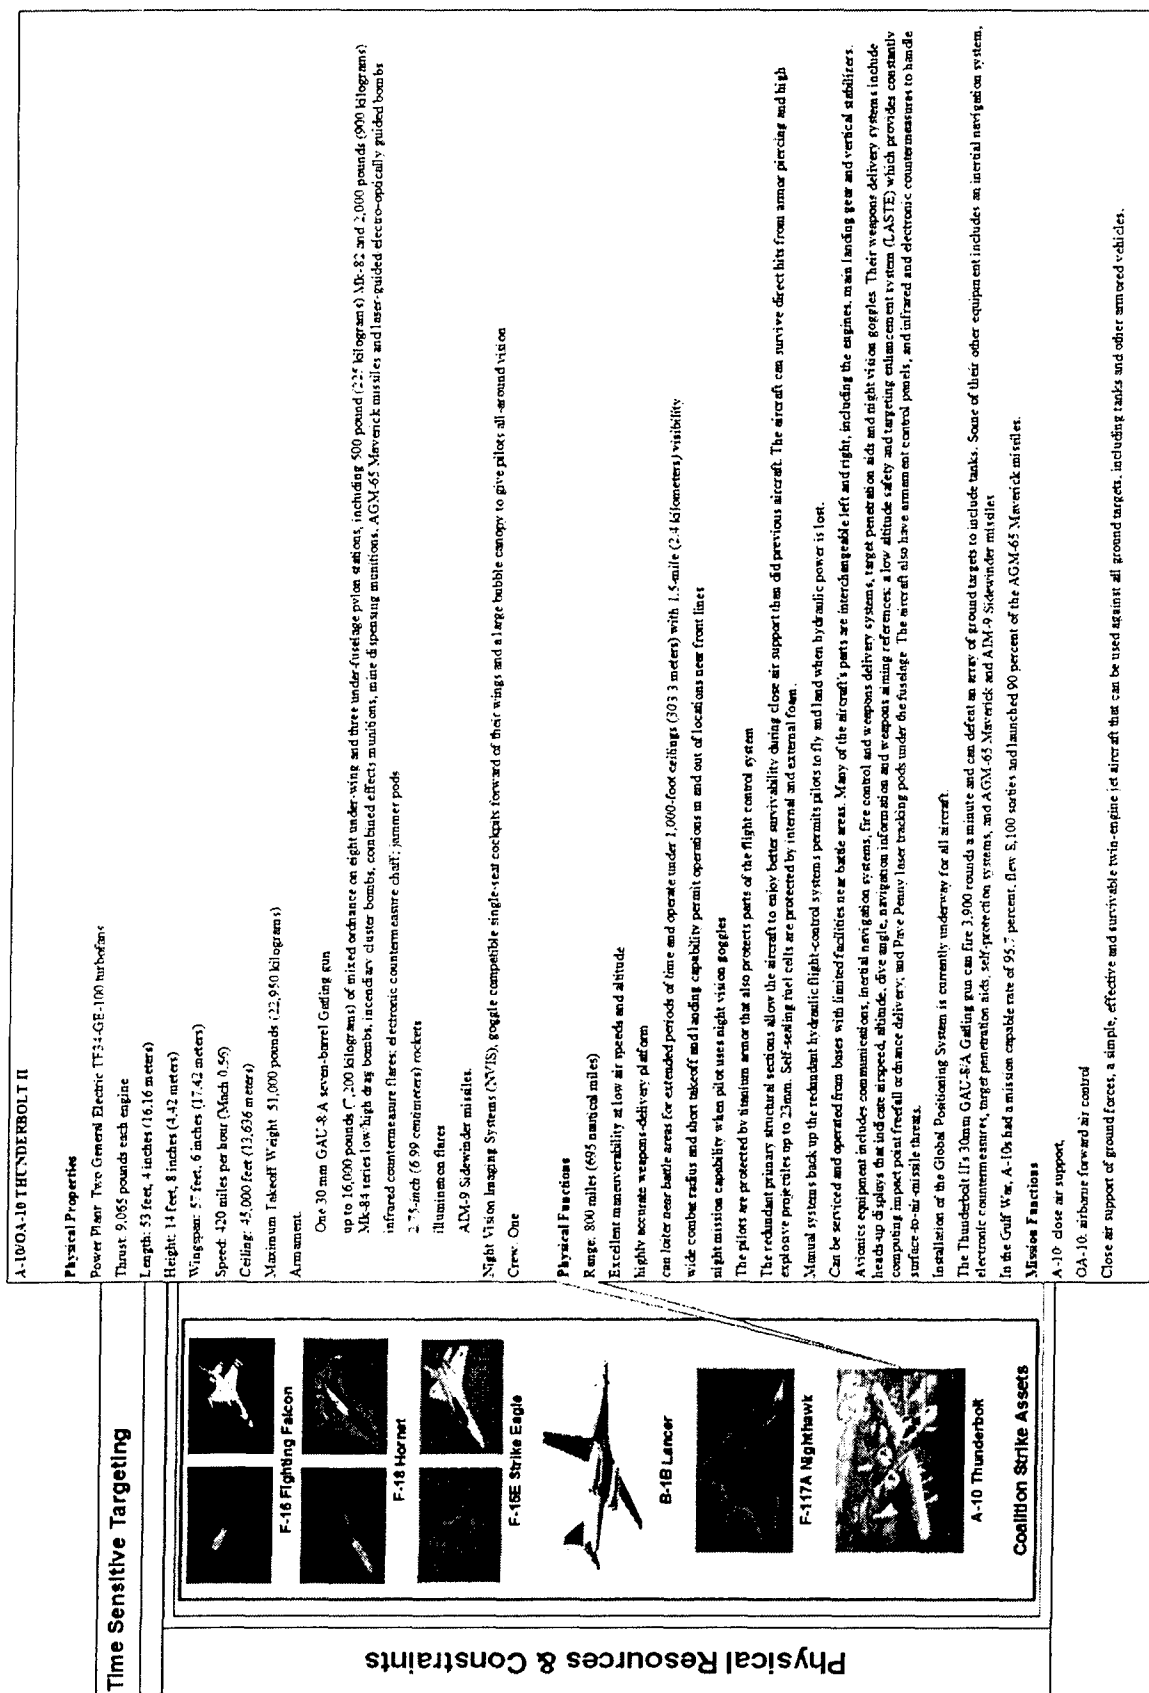 Time Sensitive Targeting
Physical Resources & Constraints
F-16 Fighting Falcon
F-18 Hornet
F-15E Strike Eagle
B-1B Lancer
F-117A Nighthawk
A-10 Thunderbolt
Coalition Strike Assets
A-10/OA-10 THUNDERBOLT II
Physical Properties
Power Plant Two General Electric TF34-GE-100 turbofans
Thrust: 9,065 pounds each engine
Length: 53 feet, 4 inches (16.16 meters)
Height: 14 feet, 8 inches (4.42 meters)
Wingspan: 57 feet, 6 inches (17.42 meters)
Speed: 420 miles per hour (Mach 0.56)
Ceiling: 45,000 feet (13,636 meters)
Maximum Takeoff Weight 51,000 pounds (22,950 kilograms)
Armament.
One 30 mm GAU-8/A seven-barrel Gatling gun
up to 16,000 pounds (7,200 kilograms) of mixed ordnance on eight under-wing and three under-fuselage pylon stations, including 500 pound (225 kilograms) Mk-82 and 2,000 pounds (900 kilograms)
Mk-84 series low/high drag bombs, incendiary cluster bombs, combined effects munitions, mine dispensing munitions, AGM-65 Maverick missiles and laser-guided electro-optically guided bombs
infrared countermeasure flares; electronic countermeasure chaff; jammer pods
2.75-inch (6.99 centimeters) rockets
illumination flares
AIM-9 Sidewinder missiles.
Night Vision Imaging Systems (NVIS), goggle compatible single-seat cockpits forward of their wings and a large bubble canopy to give pilots all-around vision
Crew: One
Physical Functions
Range: 800 miles (695 nautical miles)
Excellent maneuverability at low air speeds and altitude
highly accurate weapons-delivery platform
can loiter near battle areas for extended periods of time and operate under 1,000-foot ceilings (303.3 meters) with 1.5-mile (2.4 kilometers) visibility
wide combat radius and short takeoff and landing capability permit operations in and out of locations near front lines
night mission capability when pilot uses night vision goggles
The pilots are protected by titanium armor that also protects parts of the flight control system
The redundant primary structural sections allow the aircraft to enjoy better survivability during close air support than did previous aircraft. The aircraft can survive direct hits from armor piercing and high
explosive projectiles up to 23mm. Self-sealing fuel cells are protected by internal and external foam.
Manual systems back up the redundant hydraulic flight-control systems permits pilots to fly and land when hydraulic power is lost.
Can be serviced and operated from bases with limited facilities near battle areas. Many of the aircraft's parts are interchangeable left and right, including the engines, main landing gear and vertical stabilizers.
Avionics equipment includes communications, inertial navigation systems, fire control and weapons delivery systems, target penetration aids and night vision goggles. Their weapons delivery systems include
heads-up displays that indicate airspeed, altitude, dive angle, navigation information and weapons aiming references; a low altitude safety and targeting enhancement system (LASTE) which provides constantly
computing impact point freefall ordnance delivery; and Pave Penny laser tracking pods under the fuselage. The aircraft also have armament control panels, and infrared and electronic countermeasures to handle
surface-to-air-missile threats.
Installation of the Global Positioning System is currently underway for all aircraft.
The Thunderbolt II's 30mm GAU-8/A Gatling gun can fire 3,900 rounds a minute and can defeat an array of ground targets to include tanks. Some of their other equipment includes an inertial navigation system,
electronic countermeasures, target penetration aids, self-protection systems, and AGM-65 Maverick and AIM-9 Sidewinder missiles
In the Gulf War, A-10s had a mission capable rate of 95.7 percent, flew 8,100 sorties and launched 90 percent of the AGM-65 Maverick missiles.
Mission Functions
A-10: close air support,
OA-10: airborne forward air control
Close air support of ground forces, a simple, effective and survivable twin-engine jet aircraft that can be used against all ground targets, including tanks and other armored vehicles.